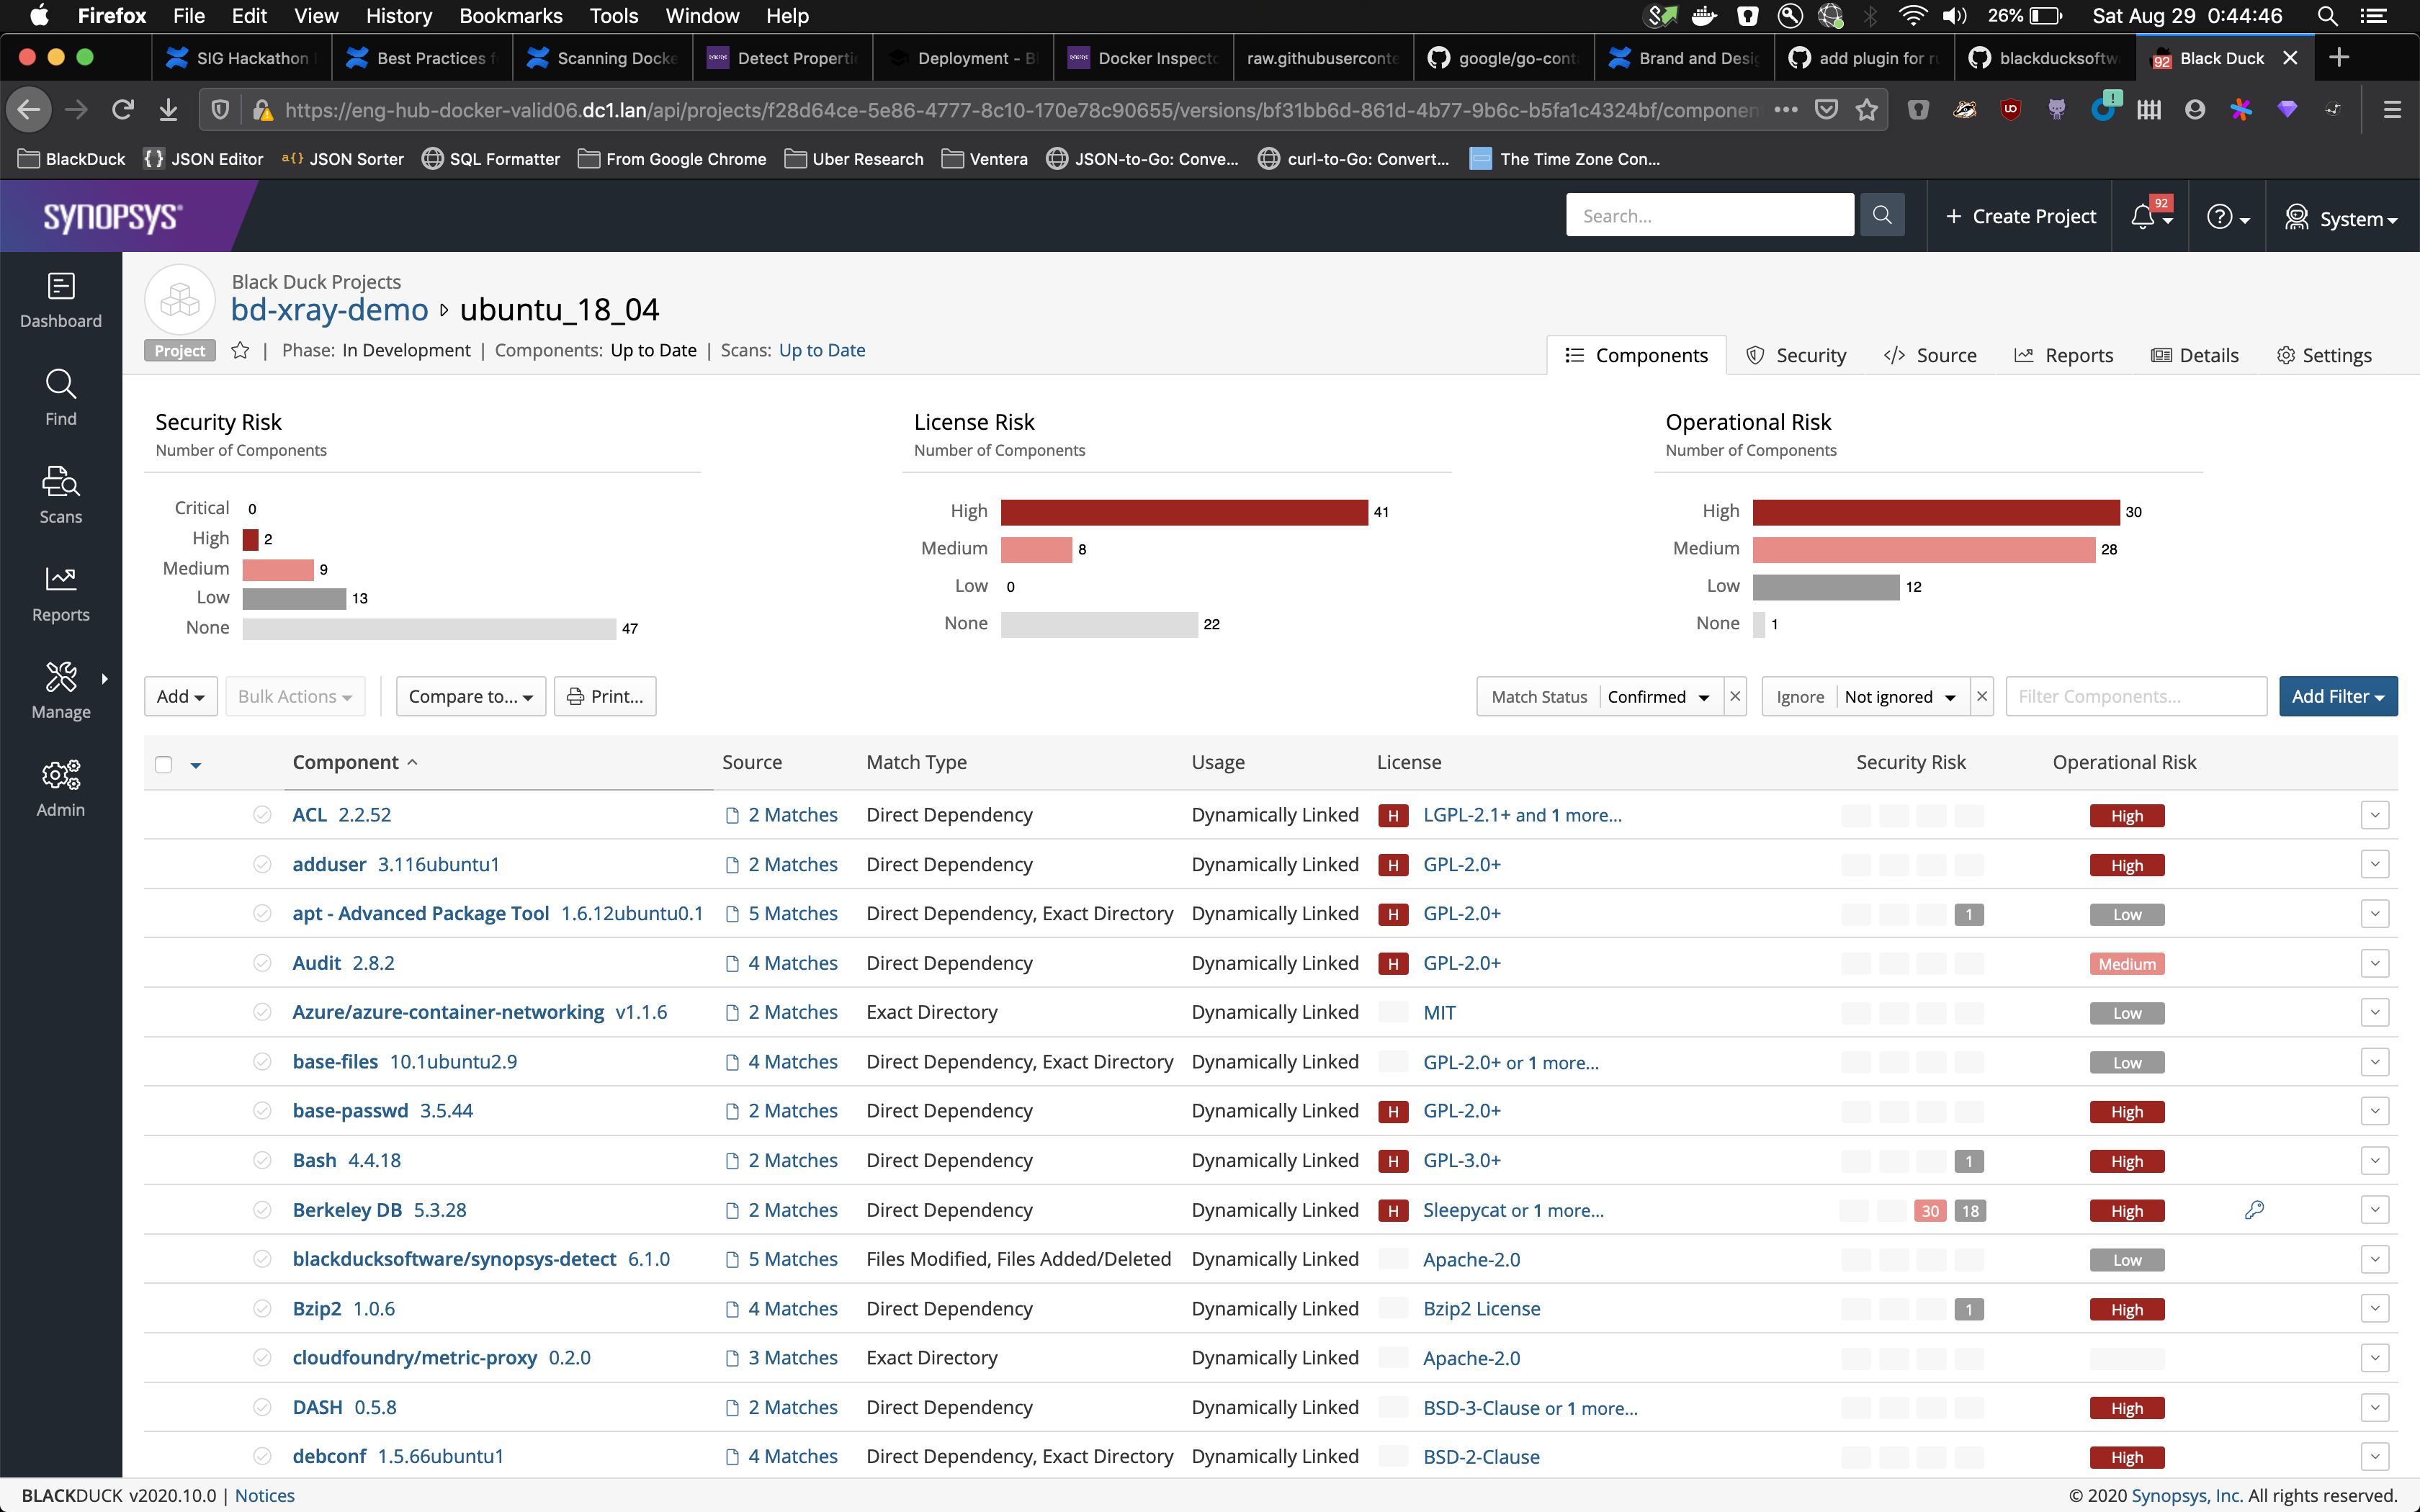 Firefox File Edit View History Bookmarks Tools Window Help 26% Sat Aug 29 0:44:46
SIG Hackathon Best Practices f Scanning Docke Detect Properti Deployment - B Docker Inspecto raw.githubuserconte google/go-cont Brand and Desig add plugin for ru blackducksoftw 92 Black Duck
https://eng-hub-docker-valid06.dc1.lan/api/projects/f28d64ce-5e86-4777-8c10-170e78c90655/versions/bf31bb6d-861d-4b77-9b6c-b5fa1c4324bf/componen
BlackDuck JSON Editor JSON Sorter SQL Formatter From Google Chrome Uber Research Ventera JSON-to-Go: Conve... curl-to-Go: Convert... The Time Zone Con...
SYNOPSYS Search... + Create Project 92 System
Dashboard
Find
Scans
Reports
Manage
Admin
Black Duck Projects
bd-xray-demo ubuntu_18_04
Project | Phase: In Development | Components: Up to Date | Scans: Up to Date
Components Security Source Reports Details Settings
Security Risk
Number of Components
Critical 0
High 2
Medium 9
Low 13
None 47
License Risk
Number of Components
High 41
Medium 8
Low 0
None 22
Operational Risk
Number of Components
High 30
Medium 28
Low 12
None 1
Add Bulk Actions Compare to... Print... Match Status Confirmed Ignore Not ignored Filter Components... Add Filter
Component Source Match Type Usage License Security Risk Operational Risk
ACL 2.2.52 2 Matches Direct Dependency Dynamically Linked H LGPL-2.1+ and 1 more... High
adduser 3.116ubuntu1 2 Matches Direct Dependency Dynamically Linked H GPL-2.0+ High
apt - Advanced Package Tool 1.6.12ubuntu0.1 5 Matches Direct Dependency, Exact Directory Dynamically Linked H GPL-2.0+ 1 Low
Audit 2.8.2 4 Matches Direct Dependency Dynamically Linked H GPL-2.0+ Medium
Azure/azure-container-networking v1.1.6 2 Matches Exact Directory Dynamically Linked MIT Low
base-files 10.1ubuntu2.9 4 Matches Direct Dependency, Exact Directory Dynamically Linked GPL-2.0+ or 1 more... Low
base-passwd 3.5.44 2 Matches Direct Dependency Dynamically Linked H GPL-2.0+ High
Bash 4.4.18 2 Matches Direct Dependency Dynamically Linked H GPL-3.0+ 1 High
Berkeley DB 5.3.28 2 Matches Direct Dependency Dynamically Linked H Sleepycat or 1 more... 30 18 High
blackducksoftware/synopsys-detect 6.1.0 5 Matches Files Modified, Files Added/Deleted Dynamically Linked Apache-2.0 Low
Bzip2 1.0.6 4 Matches Direct Dependency Dynamically Linked Bzip2 License 1 High
cloudfoundry/metric-proxy 0.2.0 3 Matches Exact Directory Dynamically Linked Apache-2.0
DASH 0.5.8 2 Matches Direct Dependency Dynamically Linked BSD-3-Clause or 1 more... High
debconf 1.5.66ubuntu1 4 Matches Direct Dependency, Exact Directory Dynamically Linked BSD-2-Clause High
BLACKDUCK v2020.10.0 | Notices © 2020 Synopsys, Inc. All rights reserved.